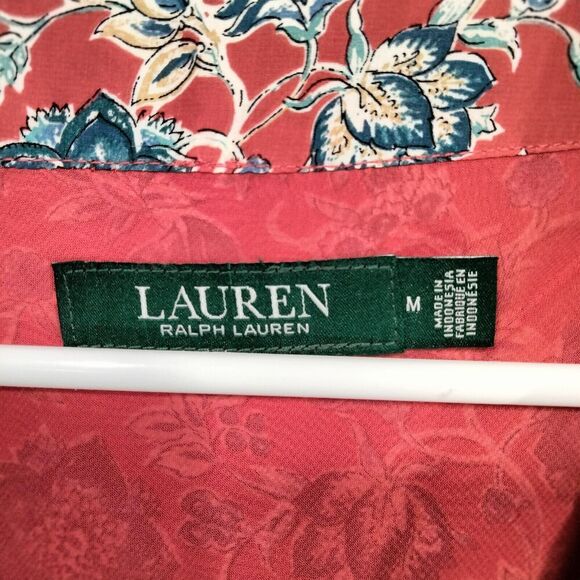 LAUREN
RALPH LAUREN
M
MADE IN
INDONESIA
FABRIQUÉ EN
INDONÉSIE